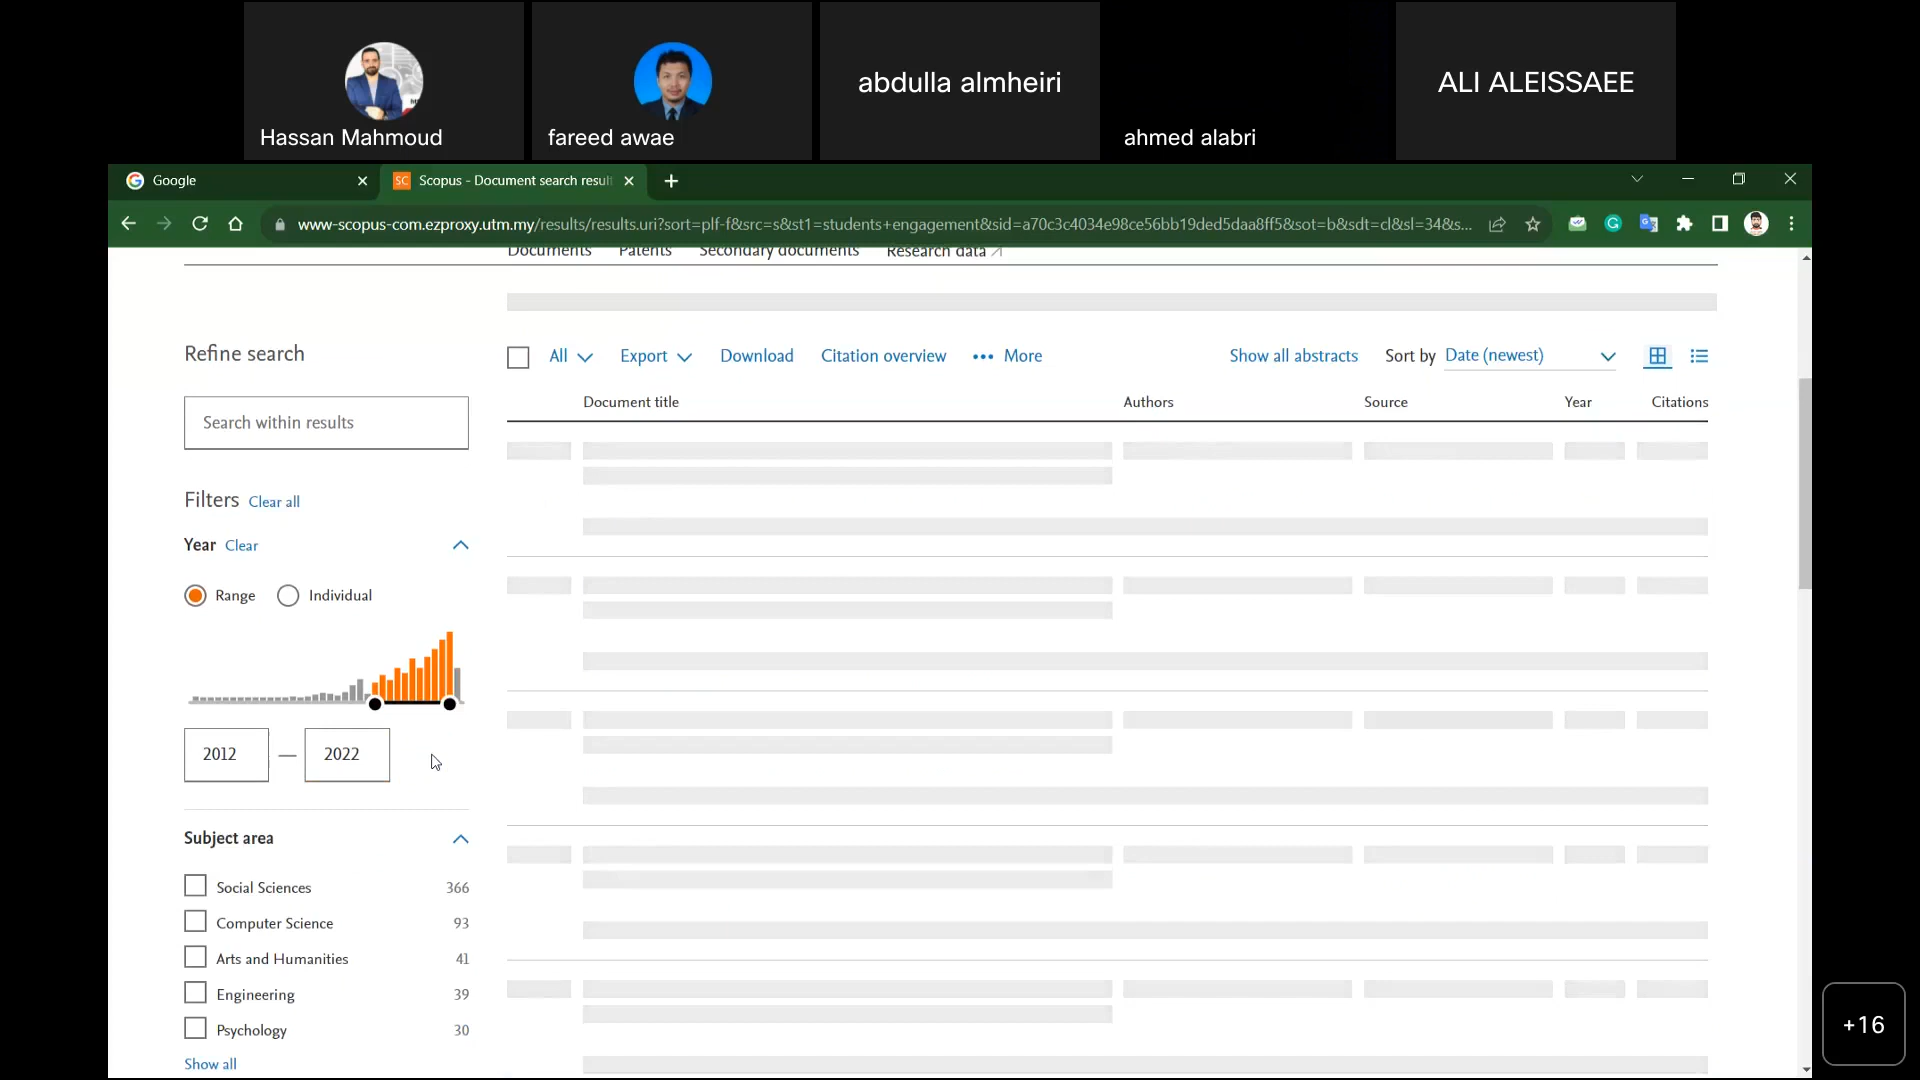 Hassan Mahmoud
fareed awae
abdulla almheiri
ahmed alabri
ALI ALEISSAEE
Google
SC Scopus - Document search result
www-scopus-com.ezproxy.utm.my/results/results.uri?sort=plf-f&src=s&st1=students+engagement&sid=a70c3c4034e98ce56bb19ded5daa8ff5&sot=b&sdt=cl&sl=34&s...
Documents Patents Secondary documents Research data
Refine search
All Export Download Citation overview ••• More Show all abstracts Sort by Date (newest)
Document title Authors Source Year Citations
Search within results
Filters Clear all
Year Clear
Range Individual
2012 — 2022
Subject area
Social Sciences 366
Computer Science 93
Arts and Humanities 41
Engineering 39
Psychology 30
Show all
+16